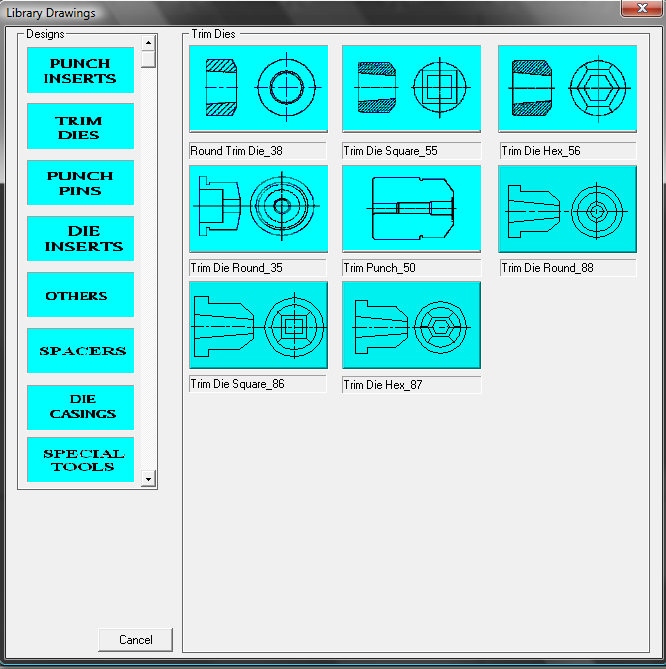 Library Drawings
Designs
PUNCH
INSERTS
TRIM
DIES
PUNCH
PINS
DIE
INSERTS
OTHERS
SPACERS
DIE
CASINGS
SPECIAL
TOOLS
Cancel
Trim Dies
Round Trim Die_38
Trim Die Square_55
Trim Die Hex_56
Trim Die Round_35
Trim Punch_50
Trim Die Round_88
Trim Die Square_86
Trim Die Hex_87